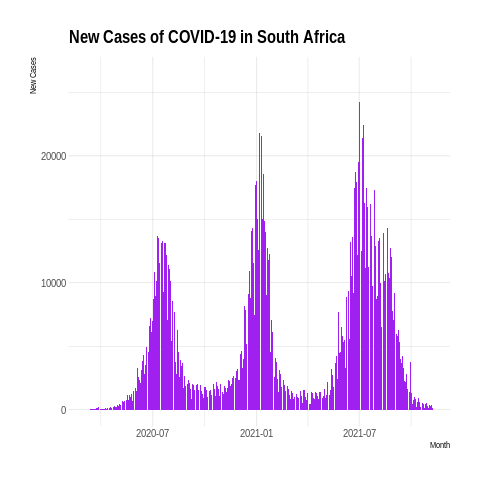 New Cases of COVID-19 in South Africa
New Cases
20000
10000
0
2020-07
2021-01
2021-07
Month